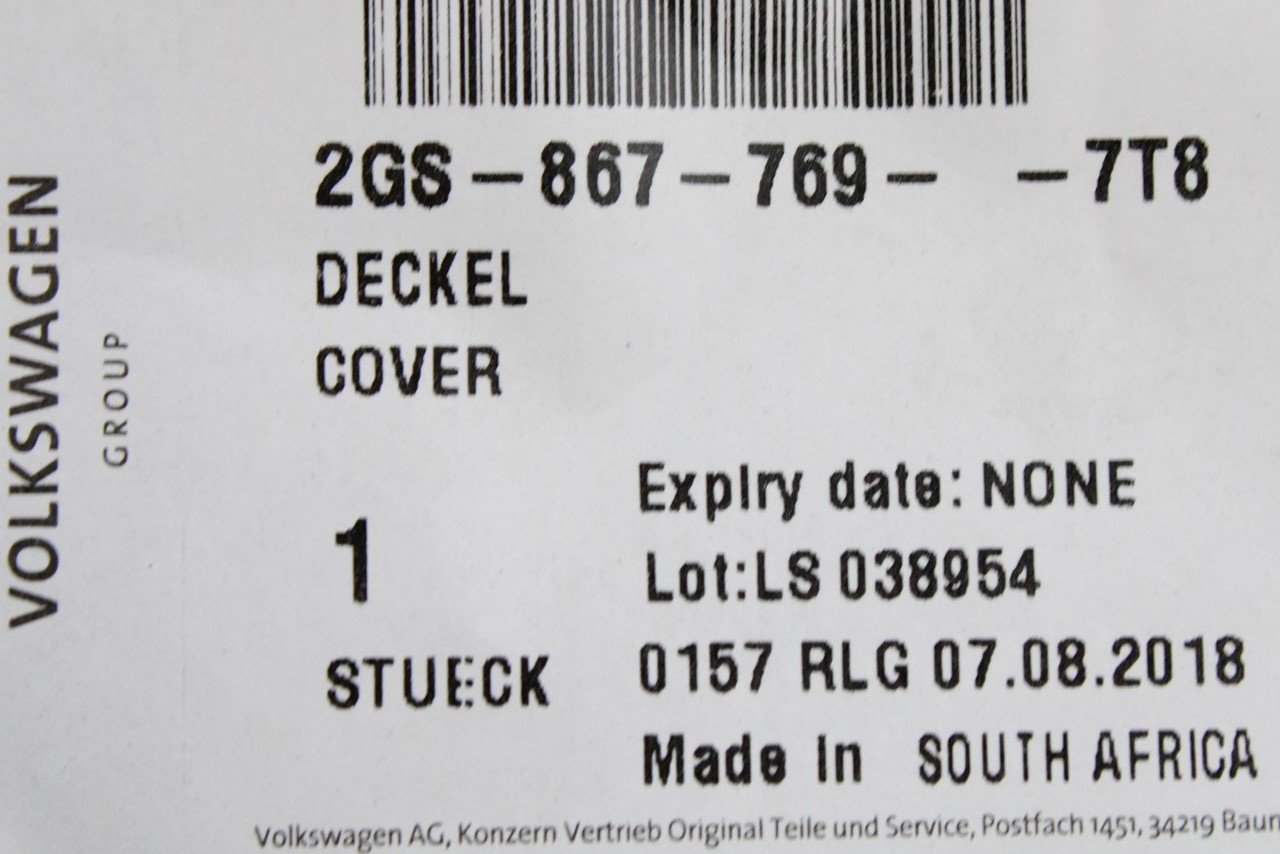 VOLKSWAGEN
GROUP
2GS-867-769- -7T8
DECKEL
COVER
1
STUECK
Expiry date: NONE
Lot:LS 038954
0157 RLG 07.08.2018
Made in SOUTH AFRICA
Volkswagen AG, Konzern Vertrieb Original Teile und Service, Postfach 1451, 34219